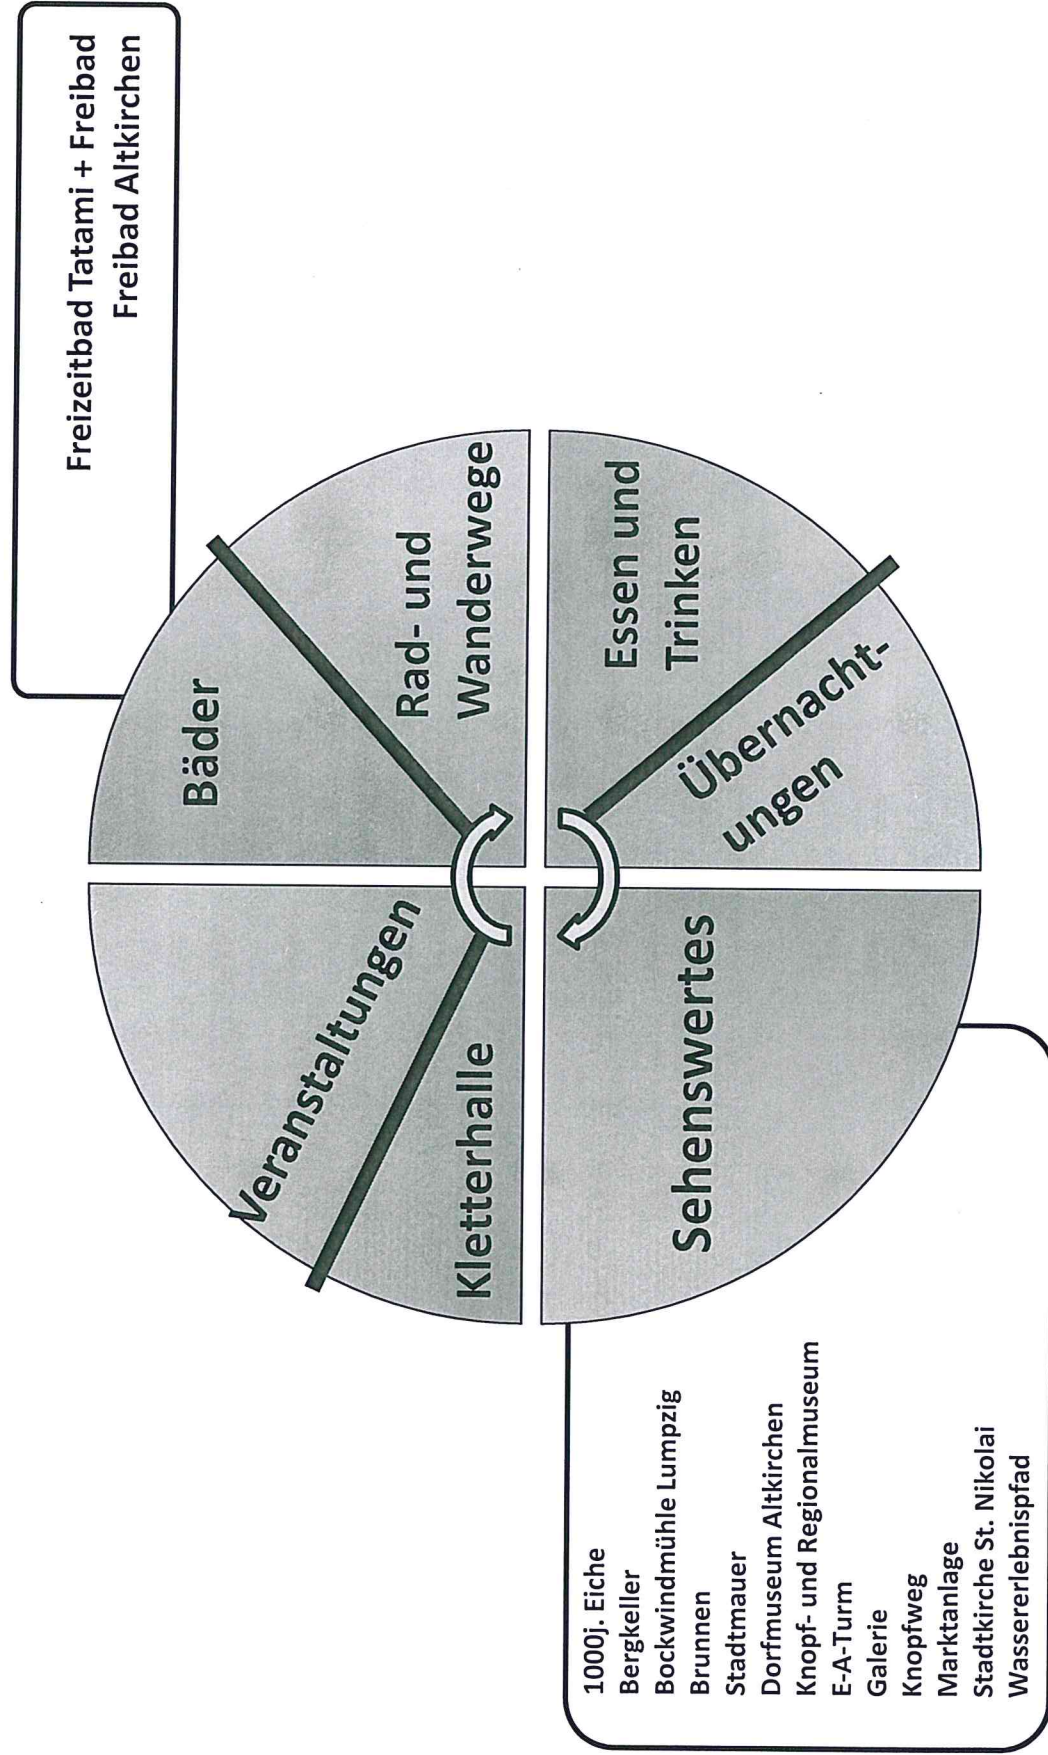 Freizeitbad Tatami + Freibad
Freibad Altkirchen
Veranstaltungen
Bäder
Kletterhalle
Rad- und
Wanderwege
Sehenswertes
Essen und
Trinken
Übernacht-
ungen
1000j. Eiche
Bergkeller
Bockwindmühle Lumpzig
Brunnen
Stadtmauer
Dorfmuseum Altkirchen
Knopf- und Regionalmuseum
E-A-Turm
Galerie
Knopfweg
Marktanlage
Stadtkirche St. Nikolai
Wassererlebnispfad